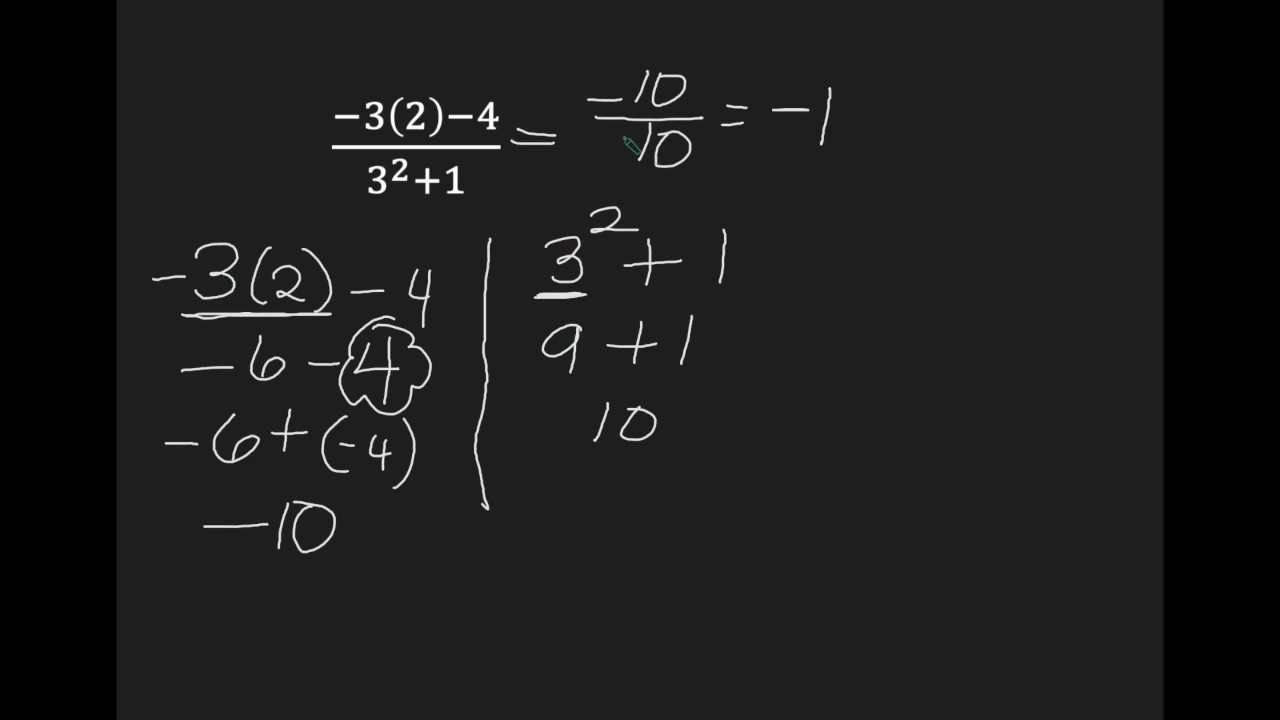 −3(2)−4
3²+1
= −10/10 = −1
−3(2) − 4
−6 − 4
−6 + (−4)
−10
3² + 1
9 + 1
10